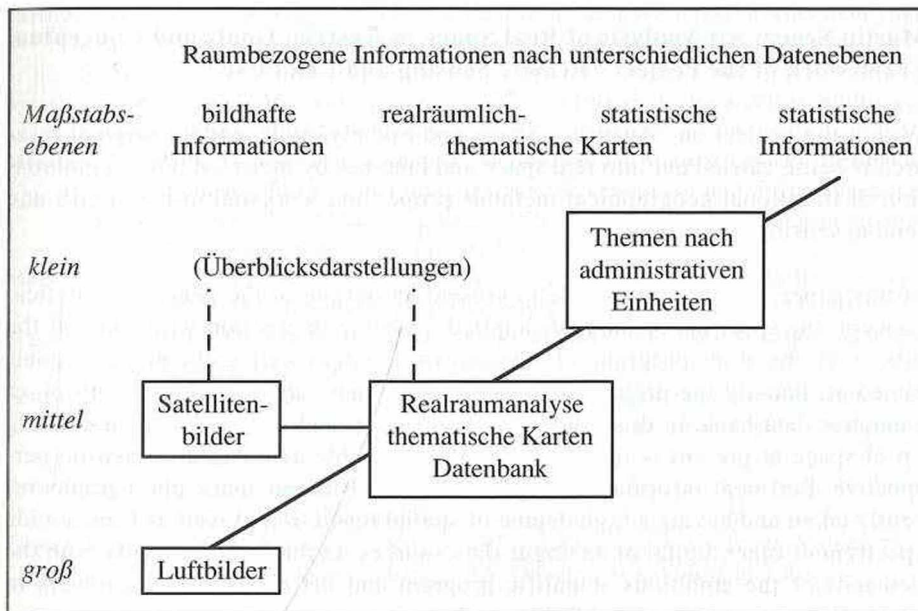 Raumbezogene Informationen nach unterschiedlichen Datenebenen
Maßstabs- bildhafte realräumlich- statistische statistische
ebenen Informationen thematische Karten Informationen
Themen nach
klein (Überblicksdarstellungen) administrativen
Einheiten
Satelliten- Realraumanalyse
mittel bilder thematische Karten
Datenbank
groß Luftbilder